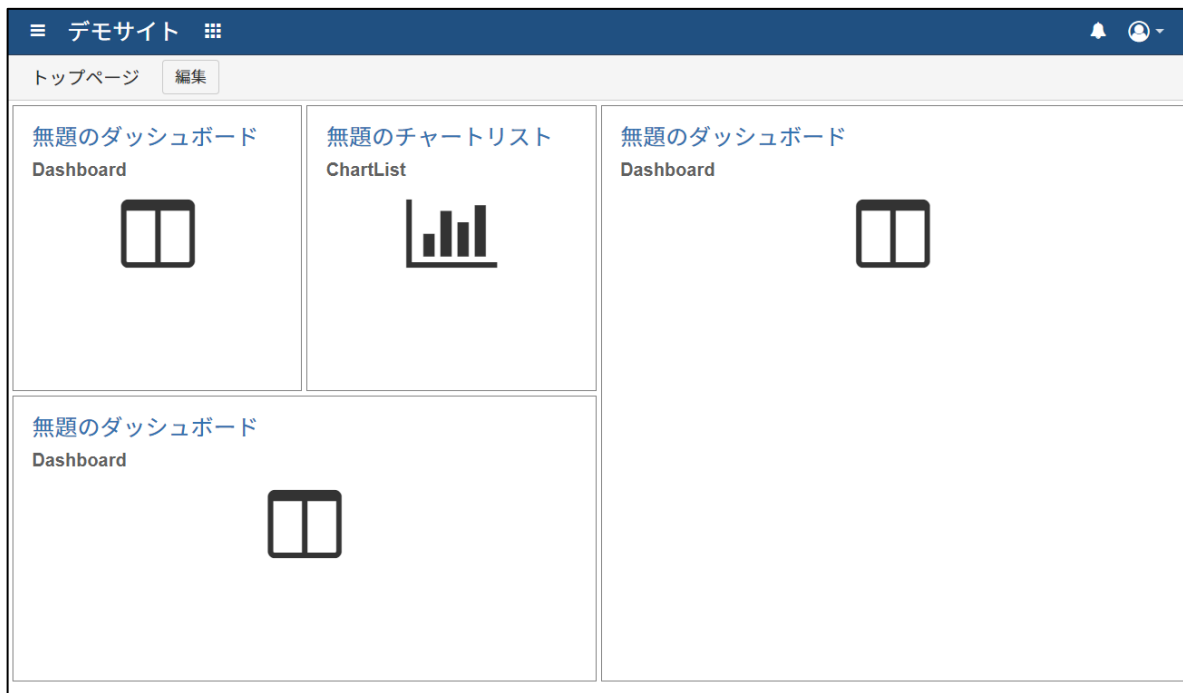 デモサイト
トップページ 編集
無題のダッシュボード
Dashboard
無題のチャートリスト
ChartList
無題のダッシュボード
Dashboard
無題のダッシュボード
Dashboard